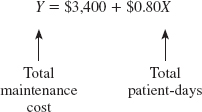 Y = $3,400 + $0.80X
Total maintenance cost
Total patient-days